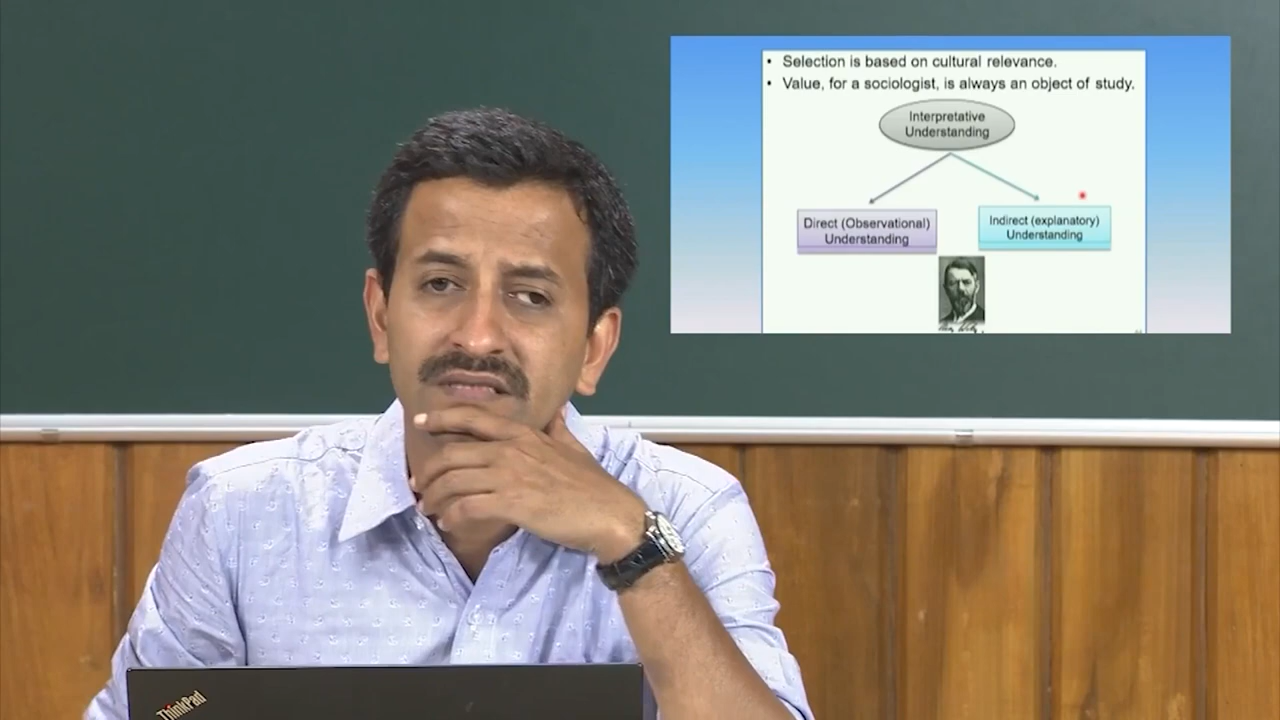 • Selection is based on cultural relevance.
• Value, for a sociologist, is always an object of study.
Interpretative
Understanding
Direct (Observational)
Understanding
Indirect (explanatory)
Understanding
ThinkPad